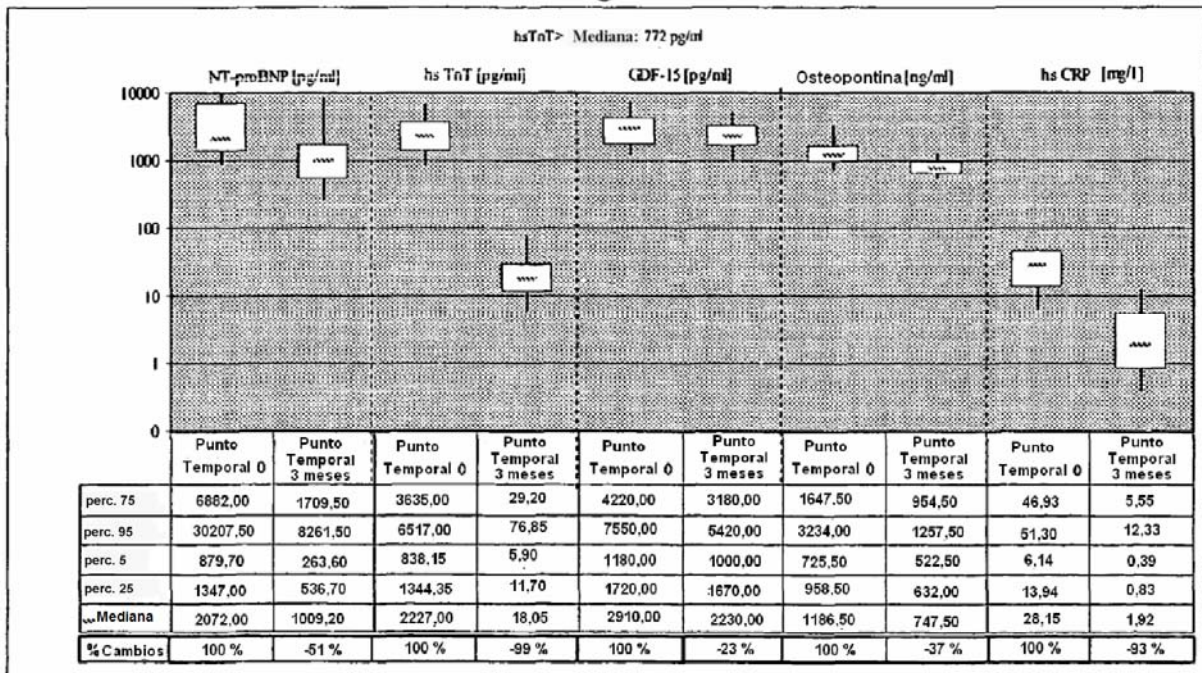 hsTnT> Mediana: 772 pg/ml
NT-proBNP [pg/ml] hs TnT [pg/ml] GDF-15 [pg/ml] Osteopontina [ng/ml] hs CRP [mg/l]
10000
1000
100
10
1
0
Punto Temporal 0 Punto Temporal 3 meses Punto Temporal 0 Punto Temporal 3 meses Punto Temporal 0 Punto Temporal 3 meses Punto Temporal 0 Punto Temporal 3 meses Punto Temporal 0 Punto Temporal 3 meses
perc. 75 6882,00 1709,50 3635,00 29,20 4220,00 3180,00 1647,50 954,50 46,93 5,55
perc. 95 30207,50 8261,50 6517,00 76,85 7550,00 5420,00 3234,00 1257,50 51,30 12,33
perc. 5 879,70 263,60 838,15 5,90 1180,00 1000,00 725,50 522,50 6,14 0,39
perc. 25 1347,00 536,70 1344,35 11,70 1720,00 1670,00 958,50 632,00 13,94 0,83
Mediana 2072,00 1009,20 2227,00 18,05 2910,00 2230,00 1186,50 747,50 28,15 1,92
% Cambios 100 % -51 % 100 % -99 % 100 % -23 % 100 % -37 % 100 % -93 %